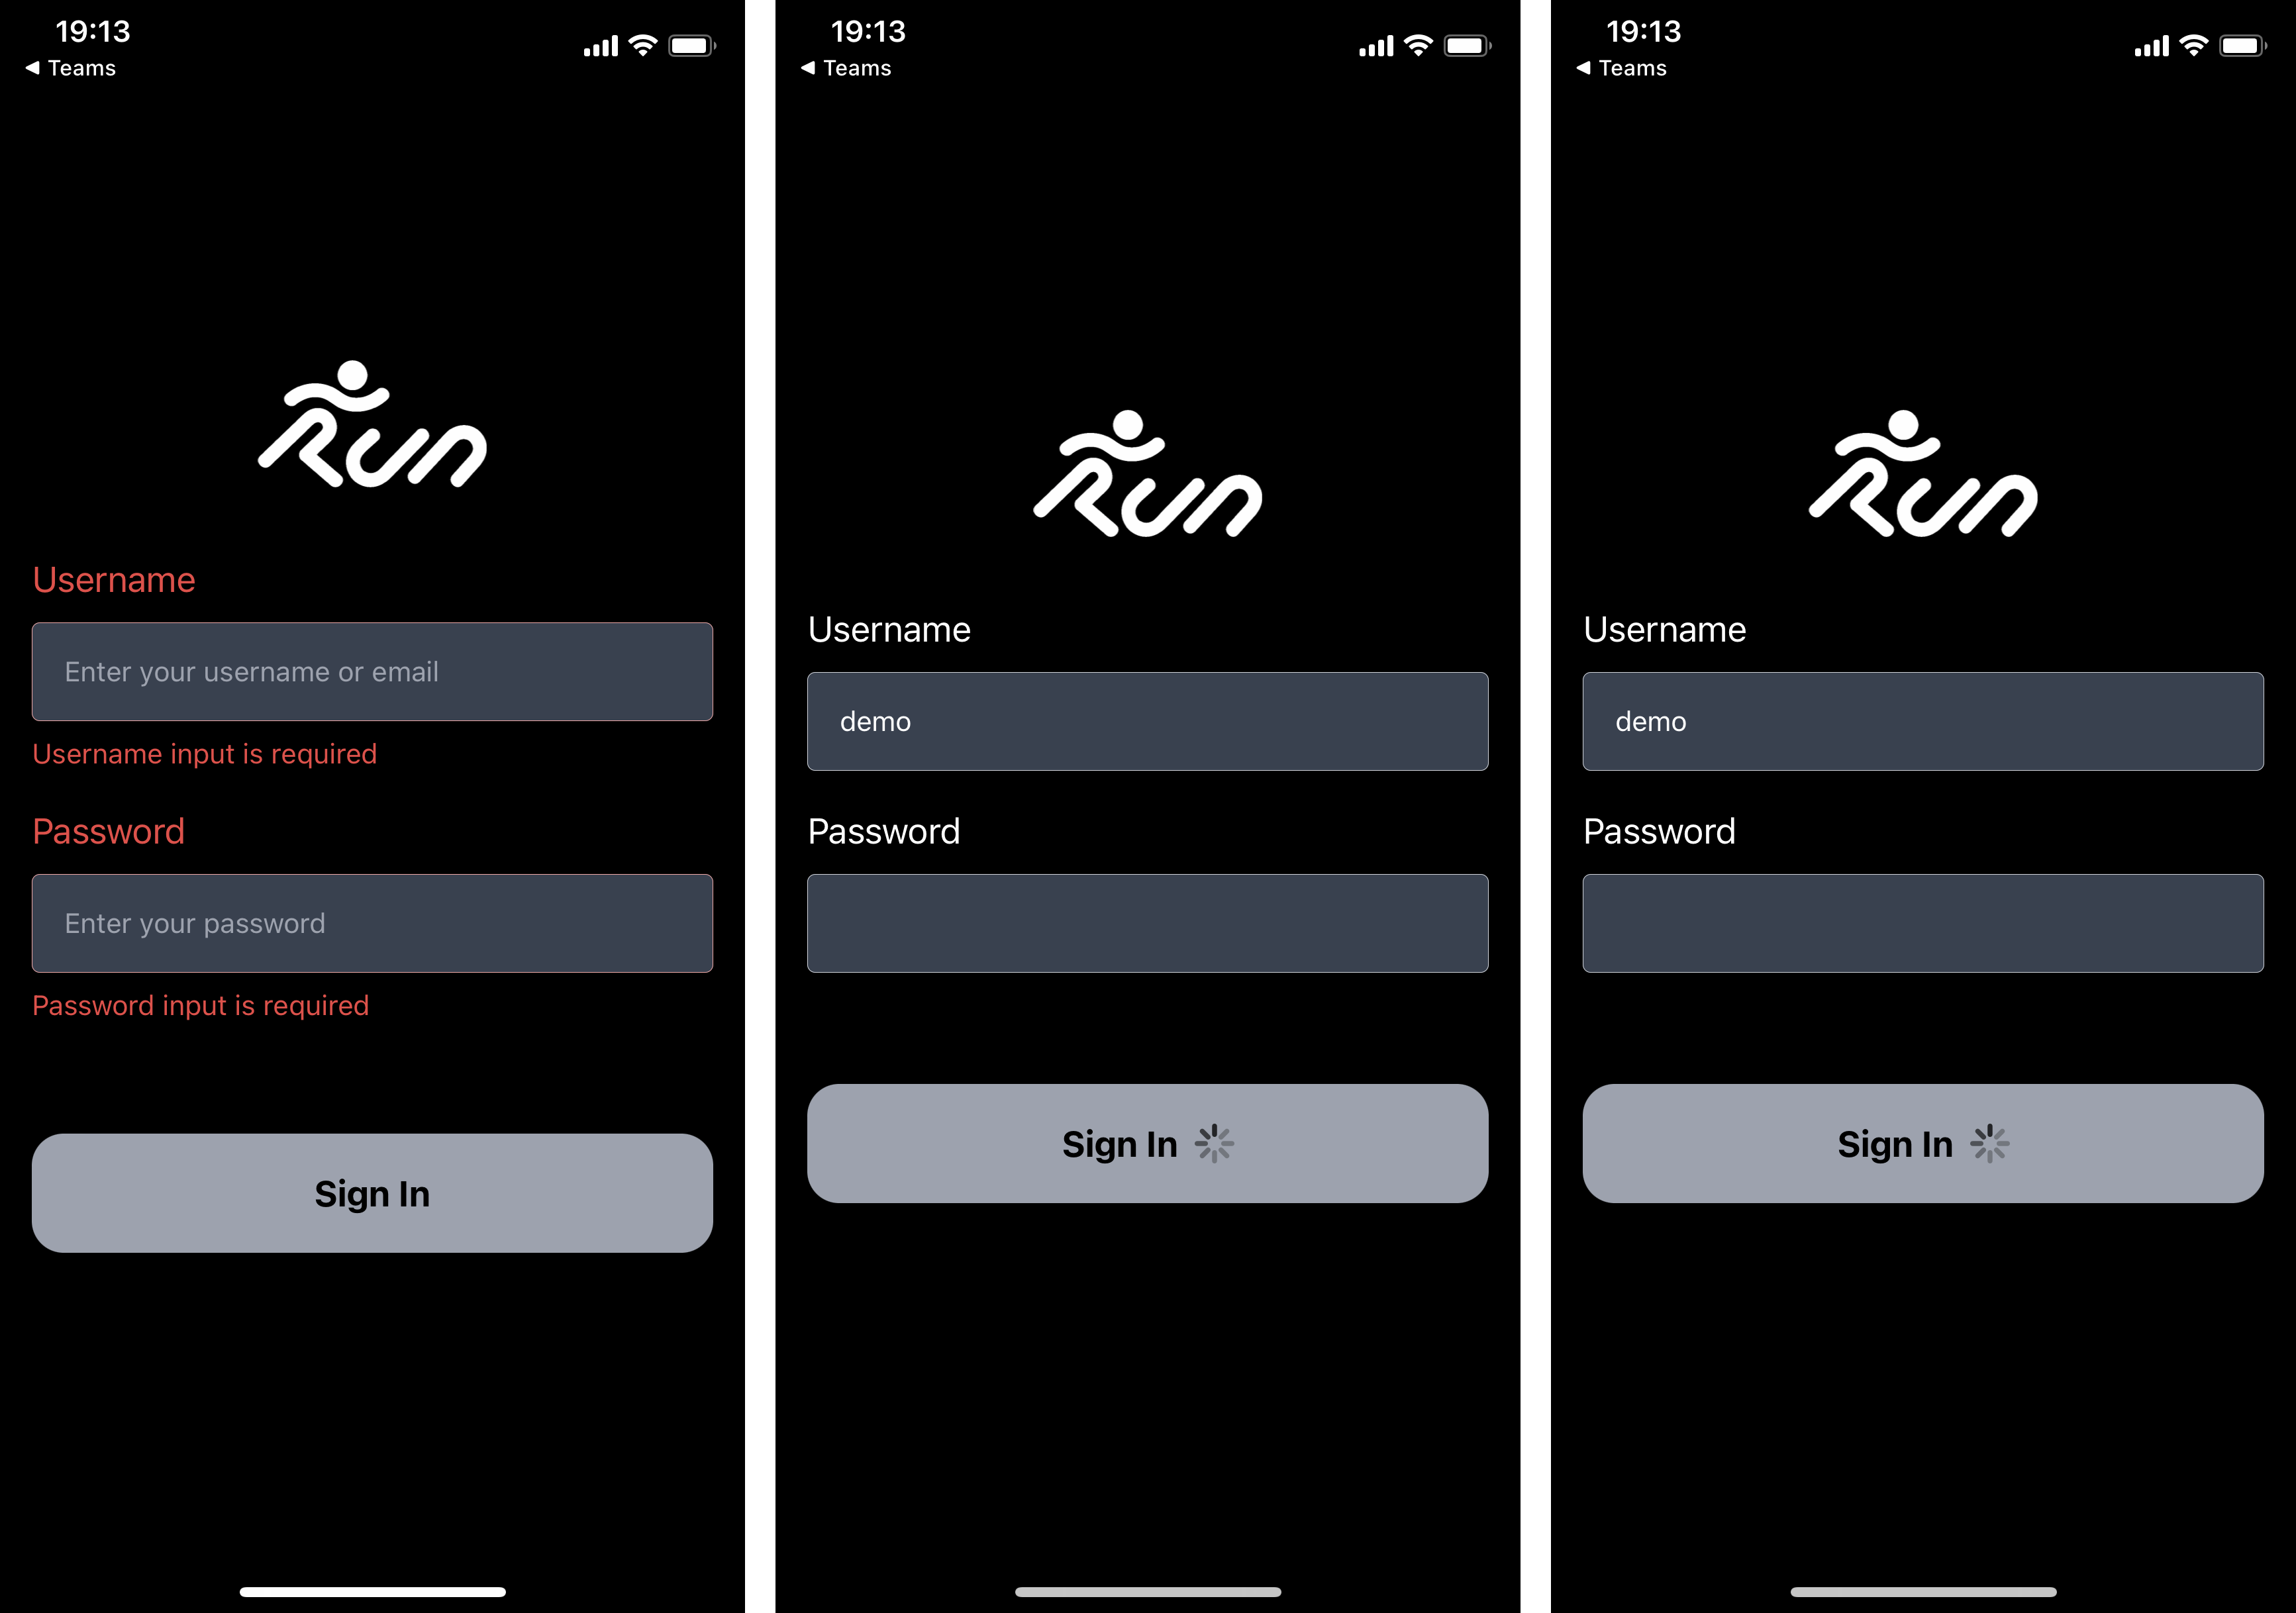 19:13
◀ Teams
Run
Username
Enter your username or email
Username input is required
Password
Enter your password
Password input is required
Sign In
19:13
◀ Teams
Run
Username
demo
Password
Sign In
19:13
◀ Teams
Run
Username
demo
Password
Sign In